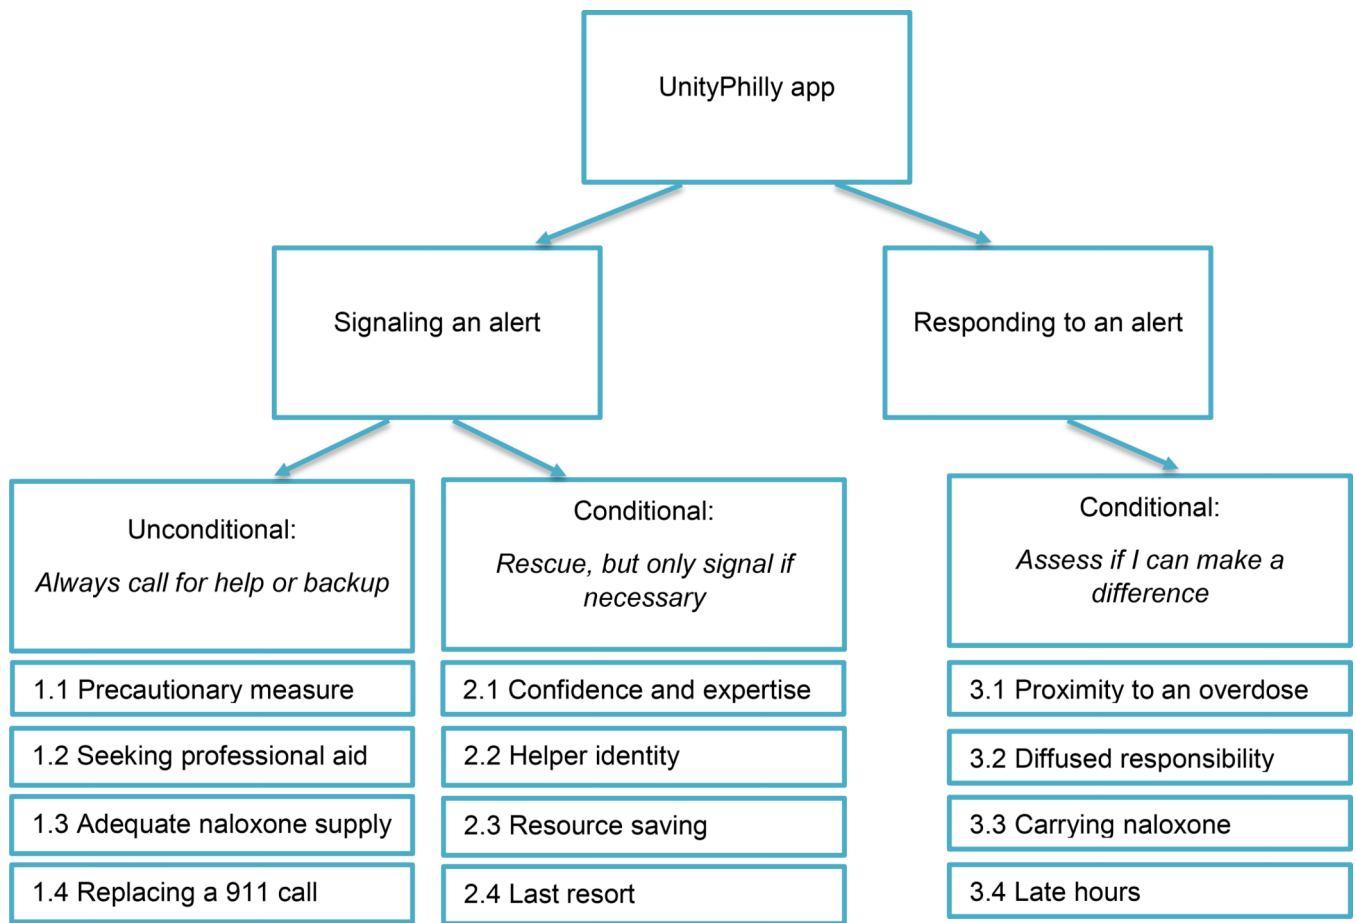 UnityPhilly app
Signaling an alert
Responding to an alert
Unconditional:
Always call for help or backup
Conditional:
Rescue, but only signal if
necessary
Conditional:
Assess if I can make a
difference
1.1 Precautionary measure
1.2 Seeking professional aid
1.3 Adequate naloxone supply
1.4 Replacing a 911 call
2.1 Confidence and expertise
2.2 Helper identity
2.3 Resource saving
2.4 Last resort
3.1 Proximity to an overdose
3.2 Diffused responsibility
3.3 Carrying naloxone
3.4 Late hours